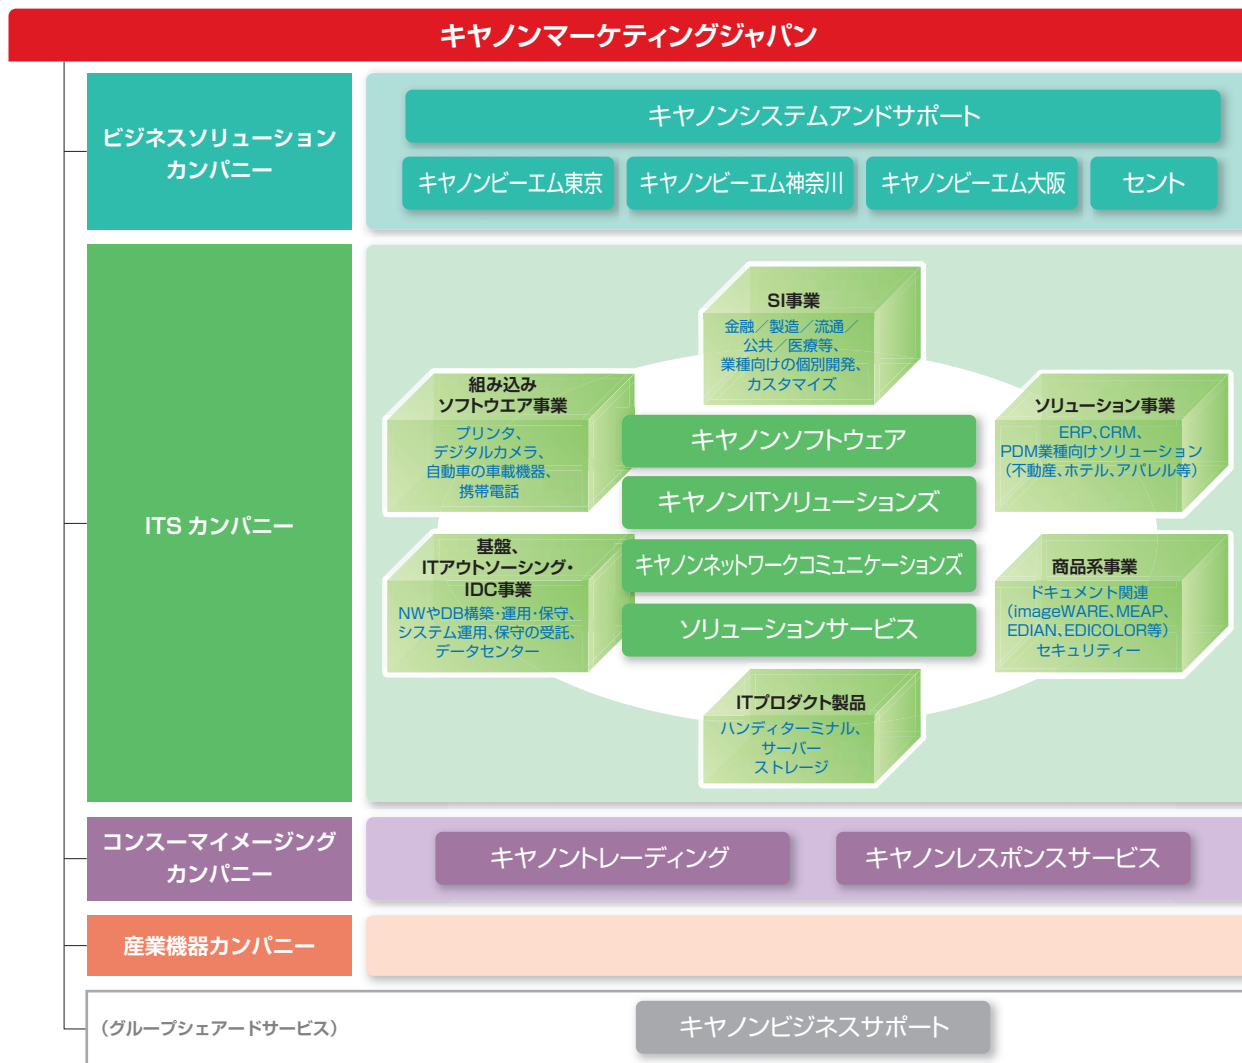 キヤノンマーケティングジャパン
ビジネスソリューション
カンパニー
キヤノンシステムアンドサポート
キヤノンビーエム東京
キヤノンビーエム神奈川
キヤノンビーエム大阪
セント
ITS カンパニー
SI事業
金融／製造／流通／
公共／医療等、
業種向けの個別開発、
カスタマイズ
組み込み
ソフトウエア事業
プリンタ、
デジタルカメラ、
自動車の車載機器、
携帯電話
ソリューション事業
ERP、CRM、
PDM業種向けソリューション
（不動産、ホテル、アパレル等）
キヤノンソフトウェア
キヤノンITソリューションズ
キヤノンネットワークコミュニケーションズ
ソリューションサービス
基盤、
ITアウトソーシング・
IDC事業
NWやDB構築・運用・保守、
システム運用、保守の受託、
データセンター
商品系事業
ドキュメント関連
（imageWARE、MEAP、
EDIAN、EDICOLOR等）
セキュリティー
ITプロダクト製品
ハンディターミナル、
サーバー
ストレージ
コンスーマイメージング
カンパニー
キヤノントレーディング
キヤノンレスポンスサービス
産業機器カンパニー
（グループシェアードサービス）
キヤノンビジネスサポート